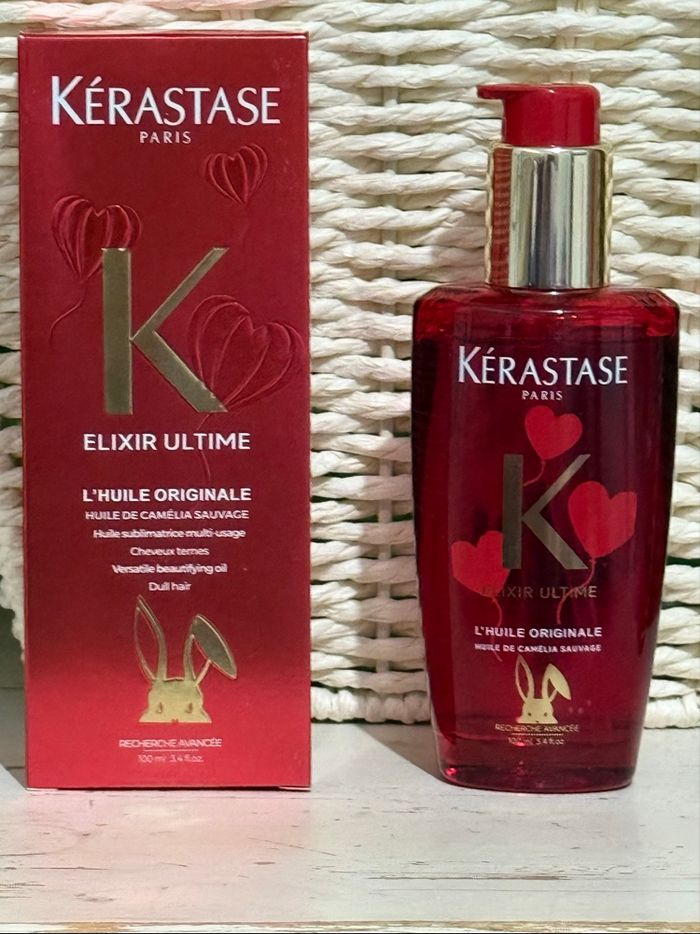 KÉRASTASE
PARIS
K
ELIXIR ULTIME
L'HUILE ORIGINALE
HUILE DE CAMÉLIA SAUVAGE
Huile sublimatrice multi-usage
Cheveux ternes
Versatile beautifying oil
Dull hair
RECHERCHE AVANCÉE
100 ml 3.4 fl.oz.
KÉRASTASE
PARIS
K
ELIXIR ULTIME
L'HUILE ORIGINALE
HUILE DE CAMÉLIA SAUVAGE
RECHERCHE AVANCÉE
100 ml 3.4 fl.oz